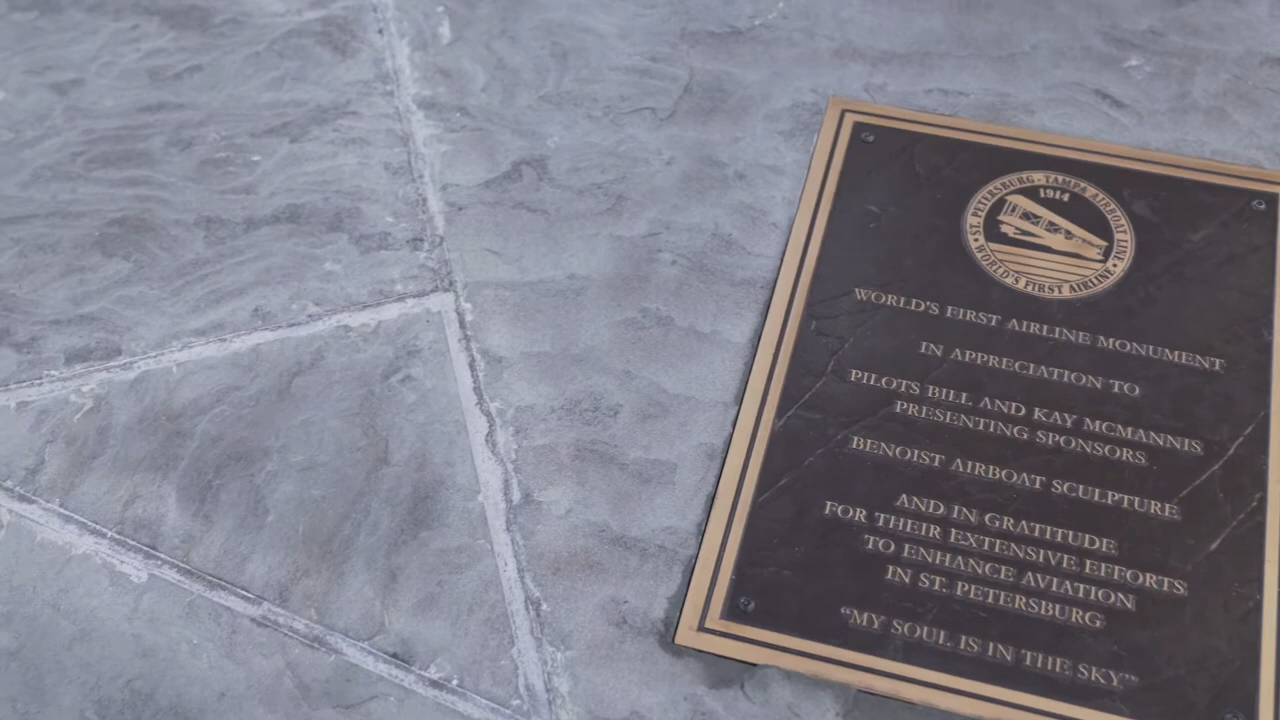 ST. PETERSBURG - TAMPA AIRBOAT LINE
1914
WORLD'S FIRST AIRLINE
WORLD'S FIRST AIRLINE MONUMENT
IN APPRECIATION TO
PILOTS BILL AND KAY MCMANNIS
PRESENTING SPONSORS
BENOIST AIRBOAT SCULPTURE
AND IN GRATITUDE
FOR THEIR EXTENSIVE EFFORTS
TO ENHANCE AVIATION
IN ST. PETERSBURG
“MY SOUL IS IN THE SKY”